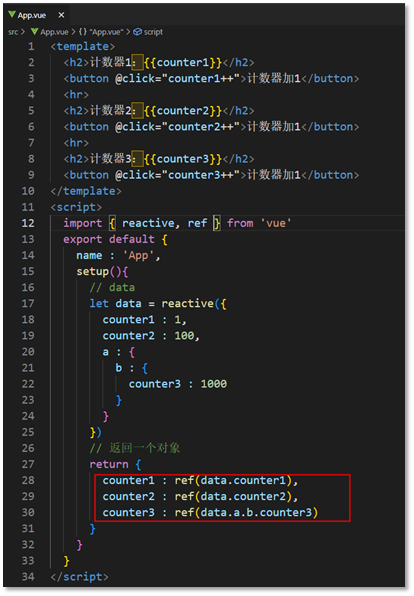 App.vue ×
src > App.vue > {} "App.vue" > script
1 <template>
2 <h2>计数器1：{{counter1}}</h2>
3 <button @click="counter1++">计数器加1</button>
4 <hr>
5 <h2>计数器2：{{counter2}}</h2>
6 <button @click="counter2++">计数器加1</button>
7 <hr>
8 <h2>计数器3：{{counter3}}</h2>
9 <button @click="counter3++">计数器加1</button>
10 </template>
11 <script>
12 import { reactive, ref } from 'vue'
13 export default {
14 name : 'App',
15 setup(){
16 // data
17 let data = reactive({
18 counter1 : 1,
19 counter2 : 100,
20 a : {
21 b : {
22 counter3 : 1000
23 }
24 }
25 })
26 // 返回一个对象
27 return {
28 counter1 : ref(data.counter1),
29 counter2 : ref(data.counter2),
30 counter3 : ref(data.a.b.counter3)
31 }
32 }
33 }
34 </script>